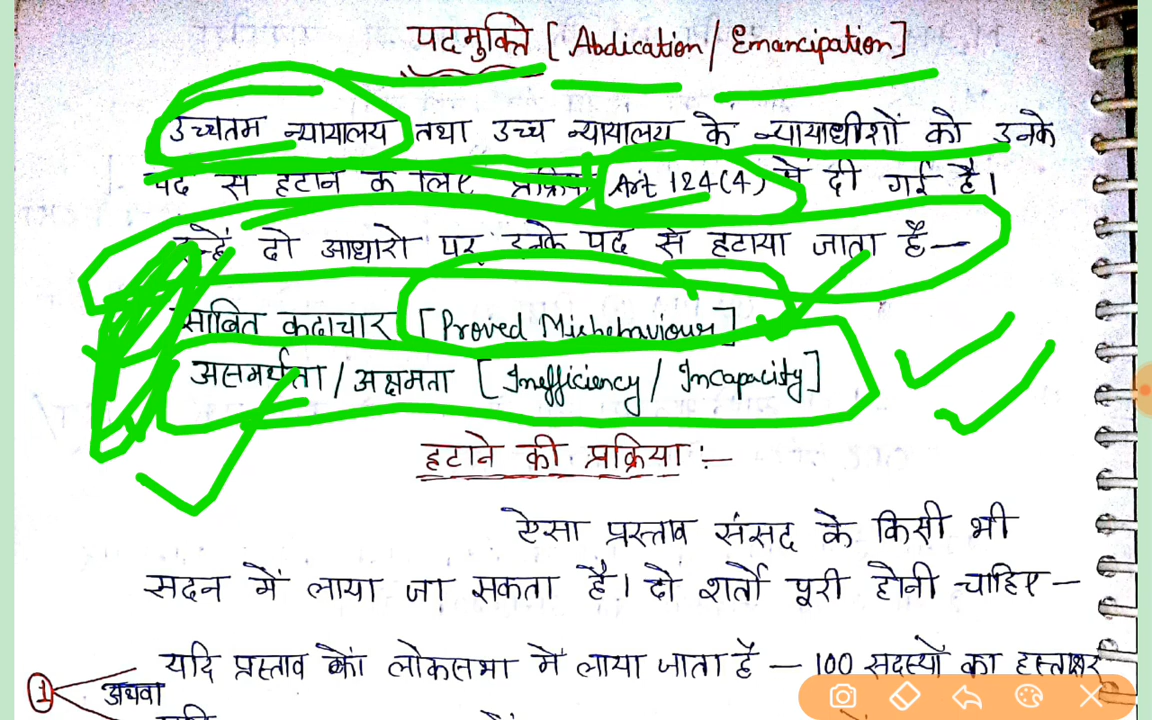 पदमुक्ति [Abdication/ Emancipation]
उच्चतम न्यायालय तथा उच्च न्यायालय के न्यायाधीशों को उनके
पद से हटाने के लिए प्रक्रिया Art 124(4) में दी गई है।
उन्हें दो आधारो पर उनके पद से हटाया जाता है—
साबित कदाचार [Proved Misbehaviour]
असमर्थता / अक्षमता [Inefficiency/ Incapacity]
हटाने की प्रक्रिया :—
ऐसा प्रस्ताव संसद के किसी भी
सदन में लाया जा सकता है। दो शर्तों पूरी होनी चाहिए —
① यदि प्रस्ताव को लोकसभा में लाया जाता है — 100 सदस्यों का हस्ताक्षर
अथवा